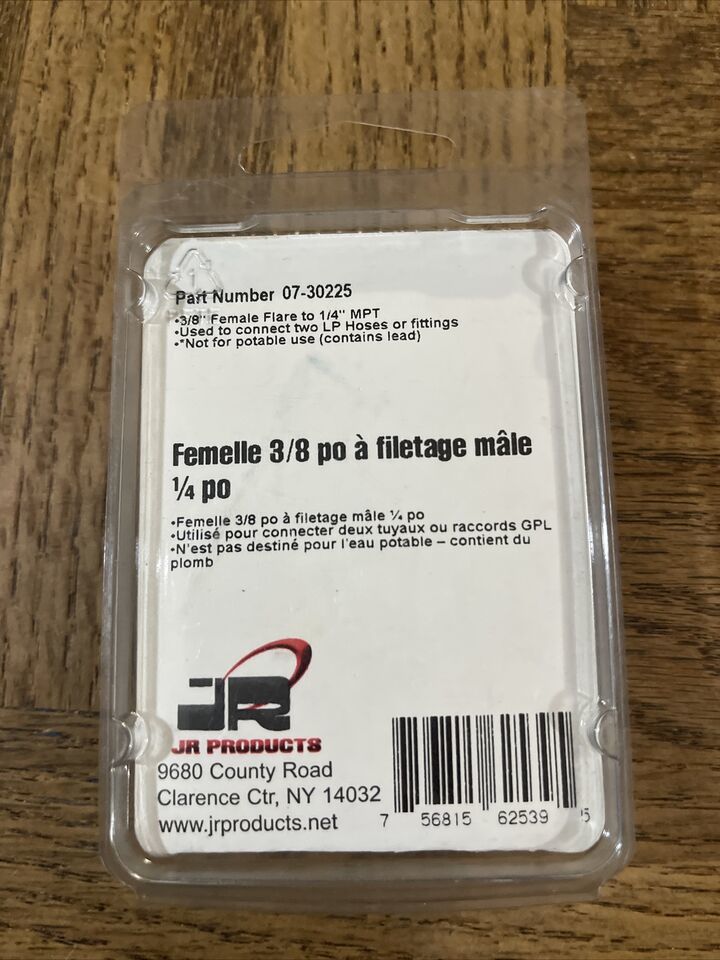 Part Number 07-30225
•3/8" Female Flare to 1/4" MPT
•Used to connect two LP Hoses or fittings
•*Not for potable use (contains lead)
Femelle 3/8 po à filetage mâle
¼ po
•Femelle 3/8 po à filetage mâle ¼ po
•Utilisé pour connecter deux tuyaux ou raccords GPL
•N'est pas destiné pour l'eau potable – contient du
plomb
JR
JR PRODUCTS
9680 County Road
Clarence Ctr, NY 14032
www.jrproducts.net
7 56815 62539 5